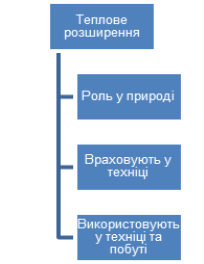 Теплове
розширення
Роль у природі
Враховують у
техніці
Використовують
у техніці та
побуті